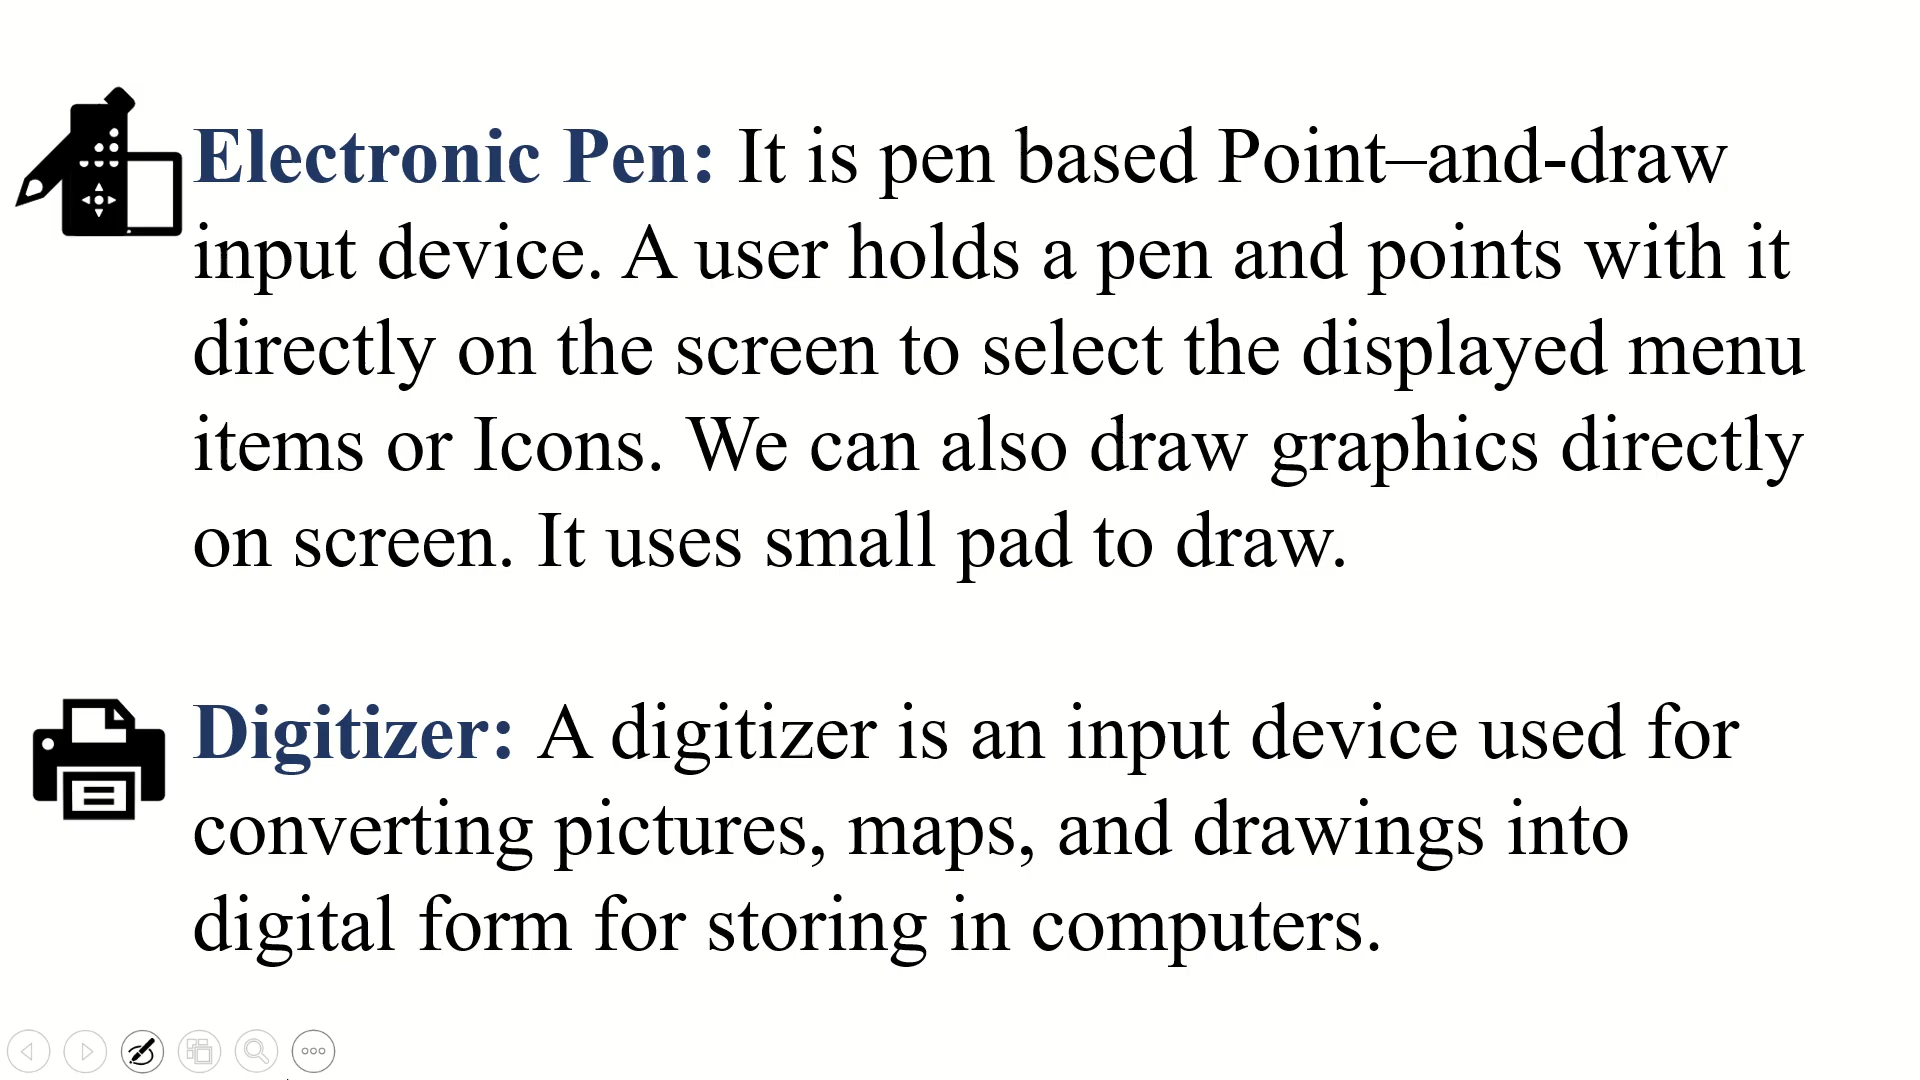 Electronic Pen: It is pen based Point–and-draw
input device. A user holds a pen and points with it
directly on the screen to select the displayed menu
items or Icons. We can also draw graphics directly
on screen. It uses small pad to draw.
Digitizer: A digitizer is an input device used for
converting pictures, maps, and drawings into
digital form for storing in computers.